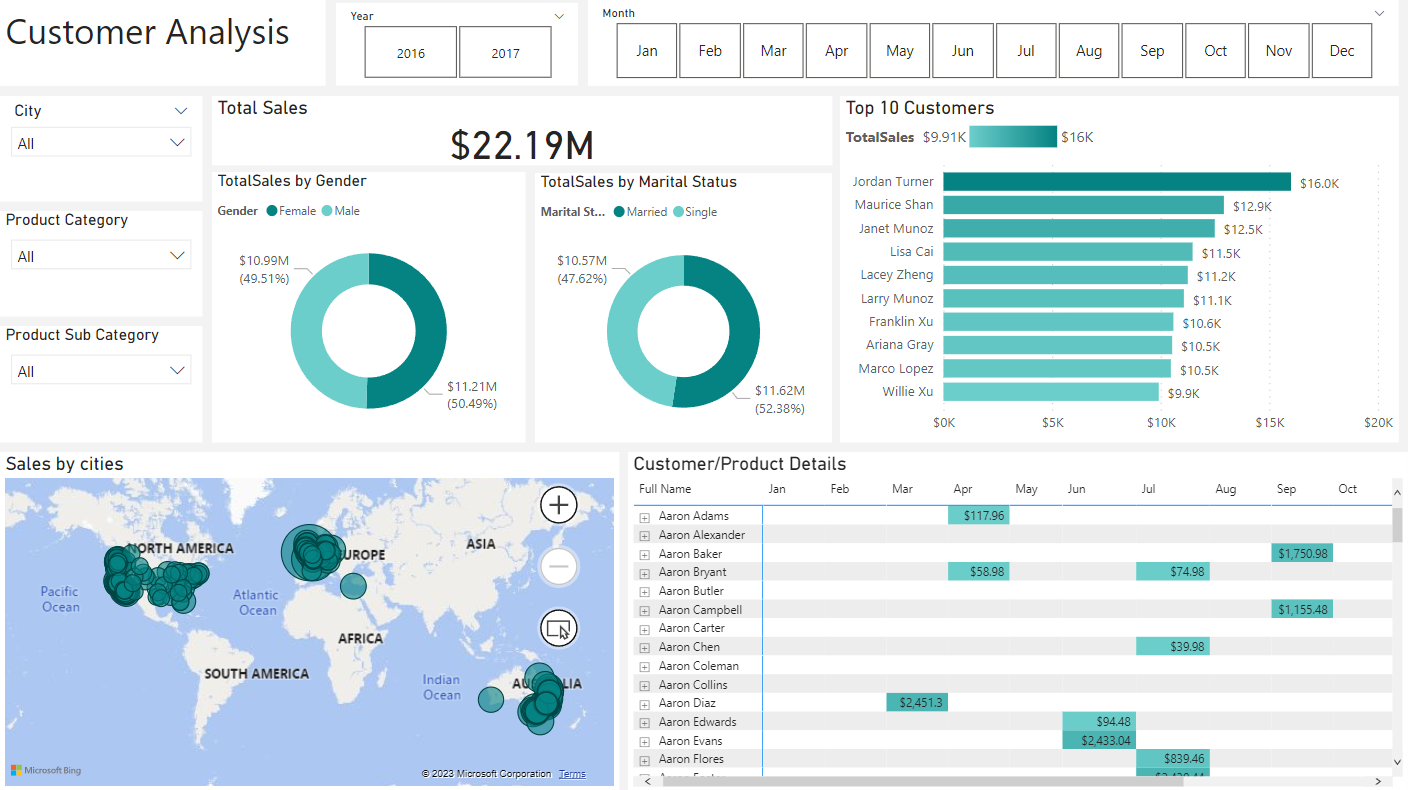 Customer Analysis
Year
2016 2017
Month
Jan Feb Mar Apr May Jun Jul Aug Sep Oct Nov Dec
City
All
Product Category
All
Product Sub Category
All
Total Sales
$22.19M
TotalSales by Gender
Gender Female Male
$10.99M
(49.51%)
$11.21M
(50.49%)
TotalSales by Marital Status
Marital St... Married Single
$10.57M
(47.62%)
$11.62M
(52.38%)
Top 10 Customers
TotalSales $9.91K $16K
Jordan Turner $16.0K
Maurice Shan $12.9K
Janet Munoz $12.5K
Lisa Cai $11.5K
Lacey Zheng $11.2K
Larry Munoz $11.1K
Franklin Xu $10.6K
Ariana Gray $10.5K
Marco Lopez $10.5K
Willie Xu $9.9K
$0K $5K $10K $15K $20K
Sales by cities
NORTH AMERICA
EUROPE
ASIA
Pacific
Ocean
Atlantic
Ocean
AFRICA
SOUTH AMERICA
Indian
Ocean
AU LIA
Microsoft Bing
© 2023 Microsoft Corporation Terms
Customer/Product Details
Full Name Jan Feb Mar Apr May Jun Jul Aug Sep Oct
Aaron Adams $117.96
Aaron Alexander
Aaron Baker $1,750.98
Aaron Bryant $58.98 $74.98
Aaron Butler
Aaron Campbell $1,155.48
Aaron Carter
Aaron Chen $39.98
Aaron Coleman
Aaron Collins
Aaron Diaz $2,451.3
Aaron Edwards $94.48
Aaron Evans $2,433.04
Aaron Flores $839.46
Aaron